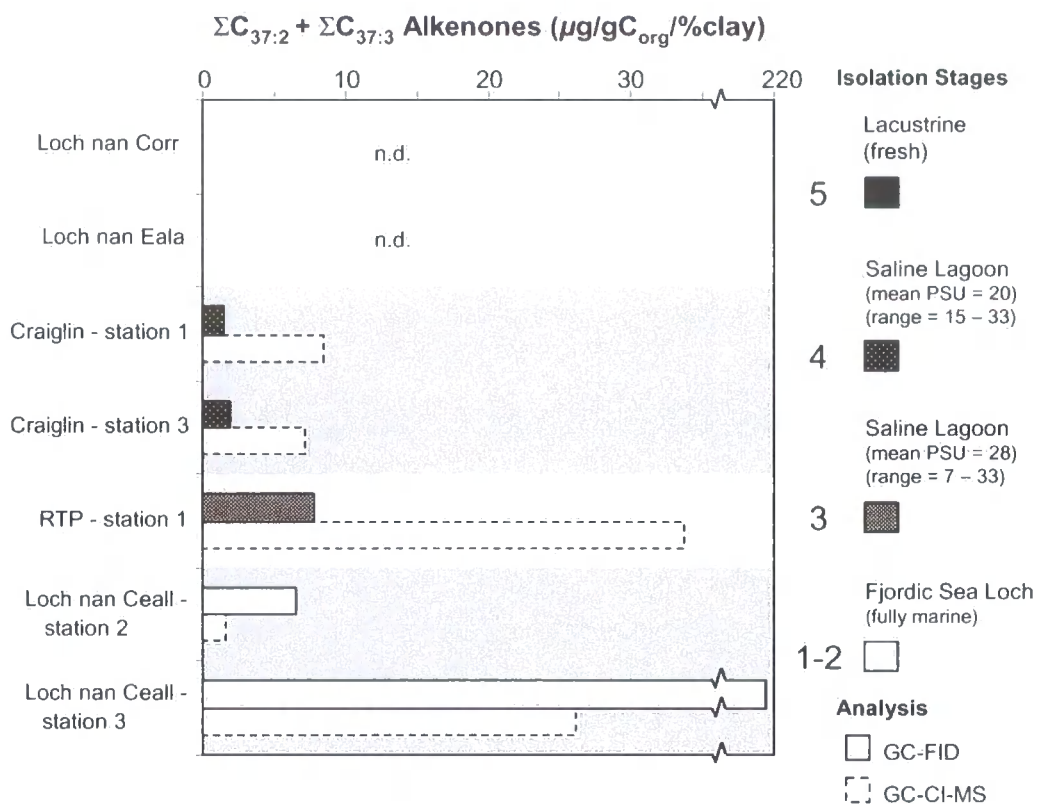 ΣC37:2 + ΣC37:3 Alkenones (µg/gCorg/%clay)
0 10 20 30 220
Loch nan Corr
n.d.
Loch nan Eala
n.d.
Craiglin - station 1
Craiglin - station 3
RTP - station 1
Loch nan Ceall -
station 2
Loch nan Ceall -
station 3
Isolation Stages
Lacustrine
(fresh)
5
Saline Lagoon
(mean PSU = 20)
(range = 15 – 33)
4
Saline Lagoon
(mean PSU = 28)
(range = 7 – 33)
3
Fjordic Sea Loch
(fully marine)
1-2
Analysis
GC-FID
GC-CI-MS